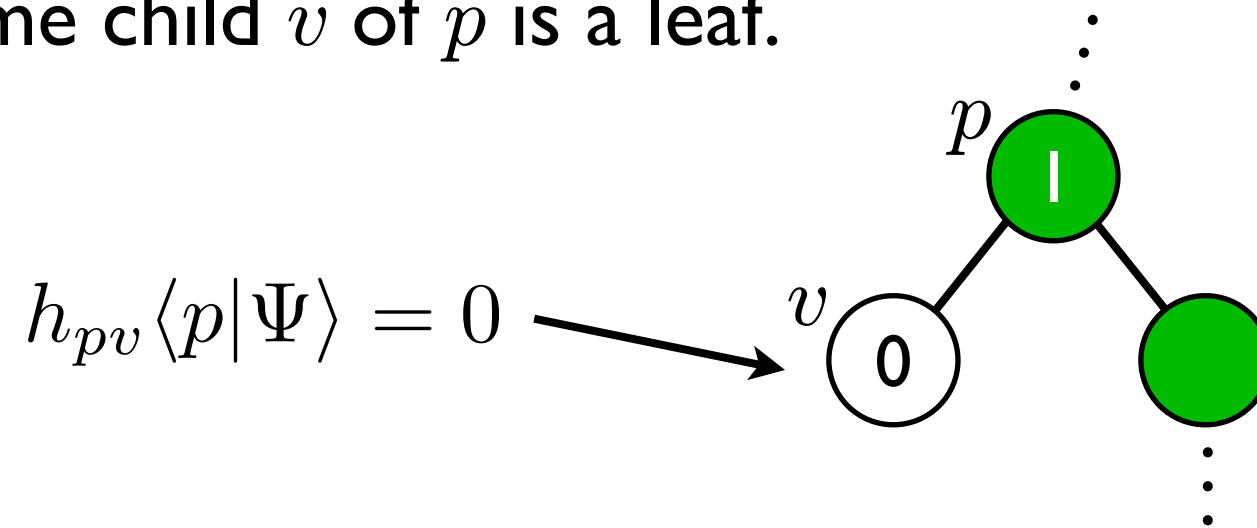 me child v of p is a leaf.
p
1
h_{pv}⟨p|Ψ⟩ = 0
v
0